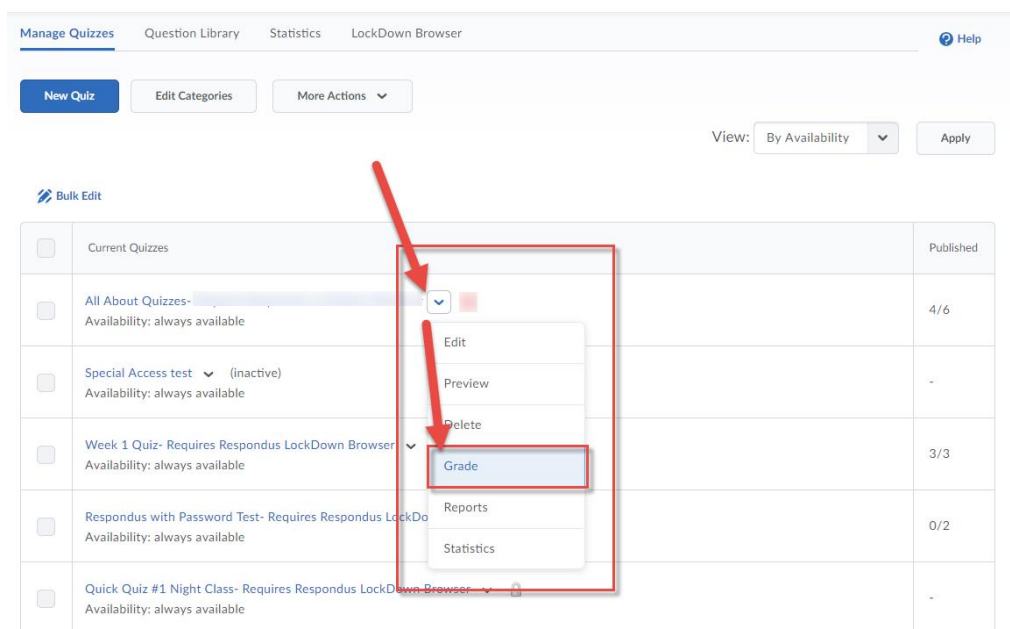 Manage Quizzes Question Library Statistics LockDown Browser
Help
New Quiz Edit Categories More Actions
View: By Availability Apply
Bulk Edit
Current Quizzes Published
All About Quizzes-
Availability: always available
4/6
Edit
Special Access test (inactive)
Availability: always available
-
Preview
Delete
Week 1 Quiz- Requires Respondus LockDown Browser
Availability: always available
3/3
Grade
Reports
Respondus with Password Test- Requires Respondus LockDo
Availability: always available
0/2
Statistics
Quick Quiz #1 Night Class- Requires Respondus LockDown Browser
Availability: always available
-